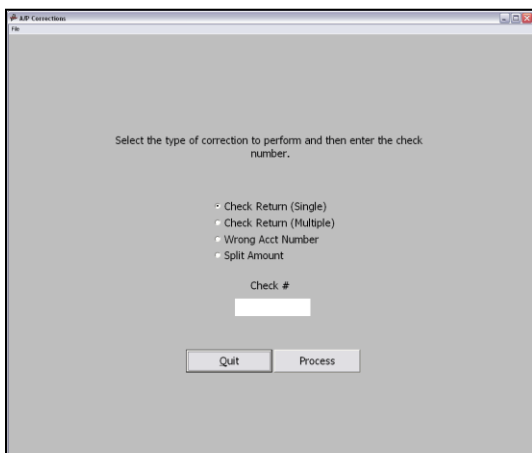 A/P Corrections
File
Select the type of correction to perform and then enter the check
number.
Check Return (Single)
Check Return (Multiple)
Wrong Acct Number
Split Amount
Check #
Quit
Process